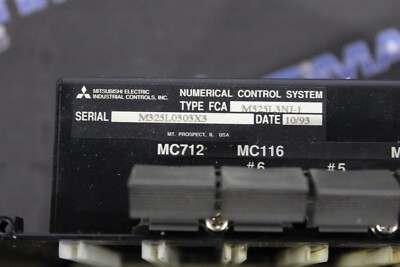 MITSUBISHI ELECTRIC NUMERICAL CONTROL SYSTEM
INDUSTRIAL CONTROLS, INC. TYPE FCA M325L3NJ-1
SERIAL M325L0303X3 DATE 10/93
MT. PROSPECT, IL USA
MC712 MC116 M
#6 #5